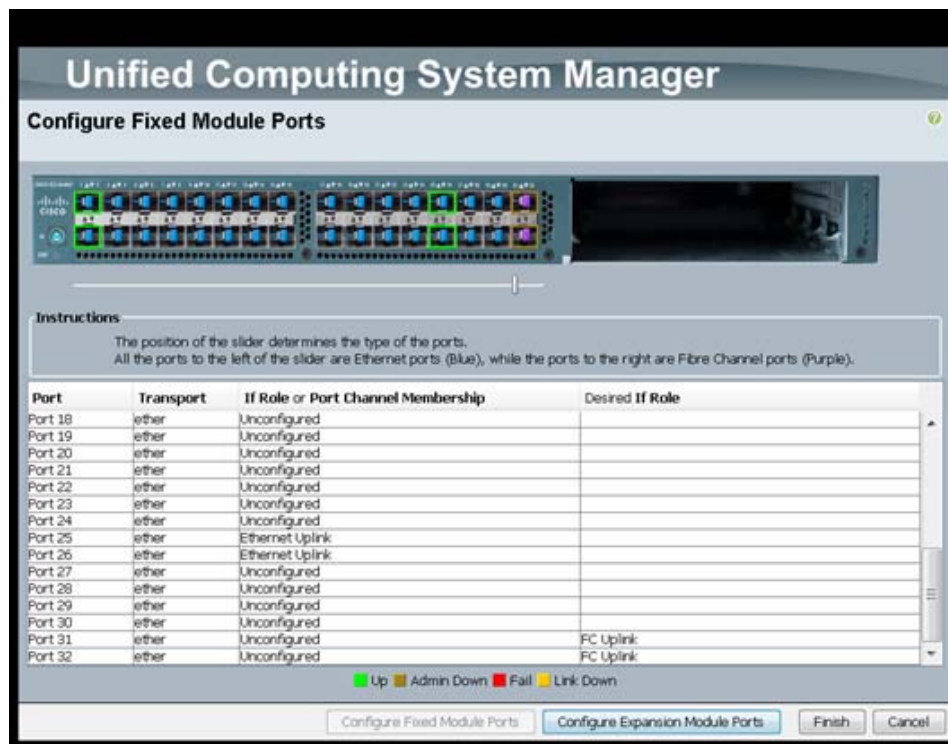 Unified Computing System Manager
Configure Fixed Module Ports
CISCO
Instructions
The position of the slider determines the type of the ports.
All the ports to the left of the slider are Ethernet ports (Blue), while the ports to the right are Fibre Channel ports (Purple).
Port Transport If Role or Port Channel Membership Desired If Role
Port 18 ether Unconfigured
Port 19 ether Unconfigured
Port 20 ether Unconfigured
Port 21 ether Unconfigured
Port 22 ether Unconfigured
Port 23 ether Unconfigured
Port 24 ether Unconfigured
Port 25 ether Ethernet Uplink
Port 26 ether Ethernet Uplink
Port 27 ether Unconfigured
Port 28 ether Unconfigured
Port 29 ether Unconfigured
Port 30 ether Unconfigured
Port 31 ether Unconfigured FC Uplink
Port 32 ether Unconfigured FC Uplink
Up Admin Down Fail Link Down
Configure Fixed Module Ports Configure Expansion Module Ports Finish Cancel